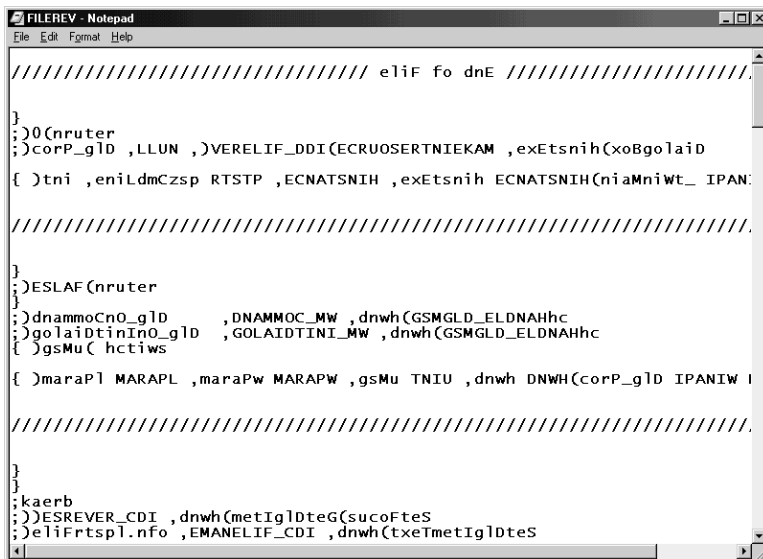 FILEREV - Notepad
File Edit Format Help
////////////////////////////////// eliF fo dnE ///////////////////////
}
;)0(nruter
;)corP_glD ,LLUN ,)VERELIF_DDI(ECRUOSERTNIEKAM ,exEtsnih(xoBgolaiD
{ )tni ,eniLdmCzsp RTSTP ,ECNATSNIH ,exEtsnih ECNATSNIH(niaMniWt_ IPANI
///////////////////////////////////////////////////////////////////////
}
;)ESLAF(nruter
}
;)dnammoCnO_glD     ,DNAMMOC_MW ,dnwh(GSMGLD_ELDNAHhc
;)golaiDtinInO_glD  ,GOLAIDTINI_MW ,dnwh(GSMGLD_ELDNAHhc
{ )gsMu( hctiws
{ )maraPl MARAPL ,maraPw MARAPW ,gsMu TNIU ,dnwh DNWH(corP_glD IPANIW
///////////////////////////////////////////////////////////////////////
}
}
;kaerb
;))ESREVER_CDI ,dnwh(metIglDteG(sucoFteS
;)eliFrtspl.nfo ,EMANELIF_CDI ,dnwh(txeTmetIglDteS